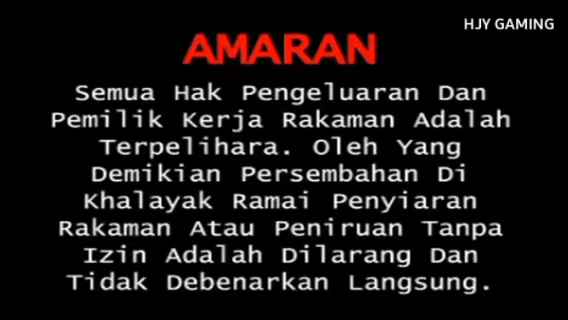 HJY GAMING
AMARAN
Semua Hak Pengeluaran Dan
Pemilik Kerja Rakaman Adalah
Terpelihara. Oleh Yang
Demikian Persembahan Di
Khalayak Ramai Penyiaran
Rakaman Atau Peniruan Tanpa
Izin Adalah Dilarang Dan
Tidak Debenarkan Langsung.